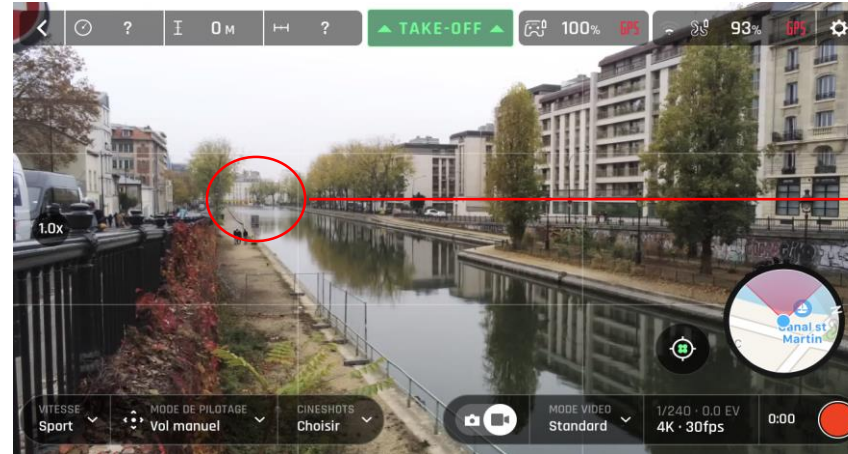 ? 0 M ? TAKE-OFF 100% GPS 93% GPS
1.0x
Canal st
Martin
VITESSE
Sport
MODE DE PILOTAGE
Vol manuel
CINESHOTS
Choisir
MODE VIDEO
Standard
1/240 · 0.0 EV
4K · 30fps
0:00